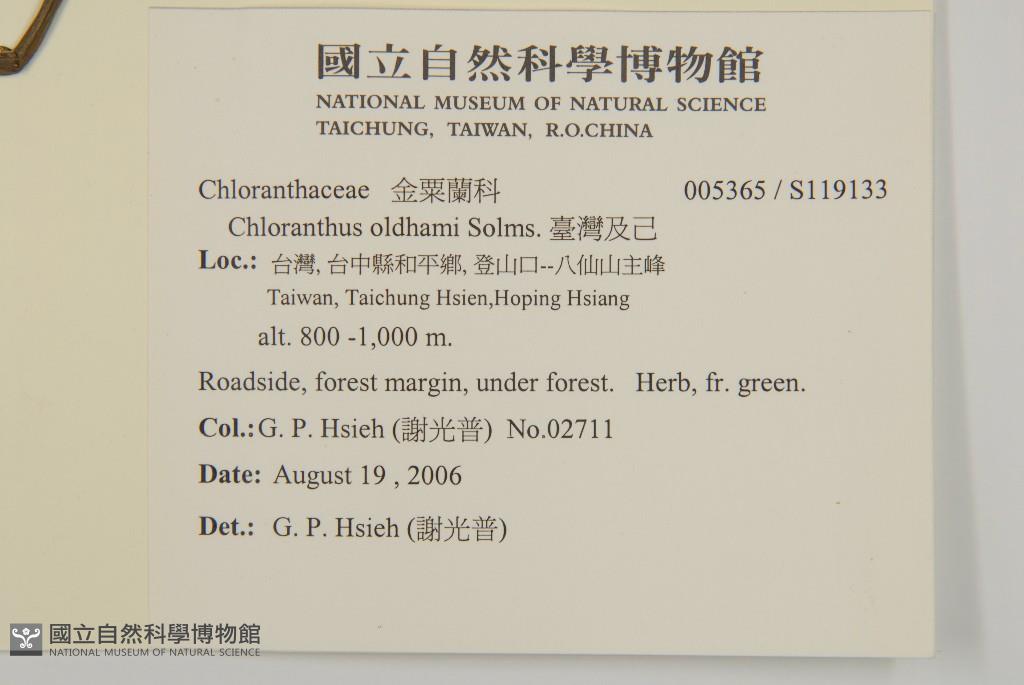 國立自然科學博物館
NATIONAL MUSEUM OF NATURAL SCIENCE
TAICHUNG, TAIWAN, R.O.CHINA
Chloranthaceae 金粟蘭科 005365 / S119133
Chloranthus oldhami Solms. 臺灣及己
Loc.: 台灣, 台中縣和平鄉, 登山口--八仙山主峰
Taiwan, Taichung Hsien,Hoping Hsiang
alt. 800 -1,000 m.
Roadside, forest margin, under forest. Herb, fr. green.
Col.:G. P. Hsieh (謝光普) No.02711
Date: August 19 , 2006
Det.: G. P. Hsieh (謝光普)
國立自然科學博物館
NATIONAL MUSEUM OF NATURAL SCIENCE